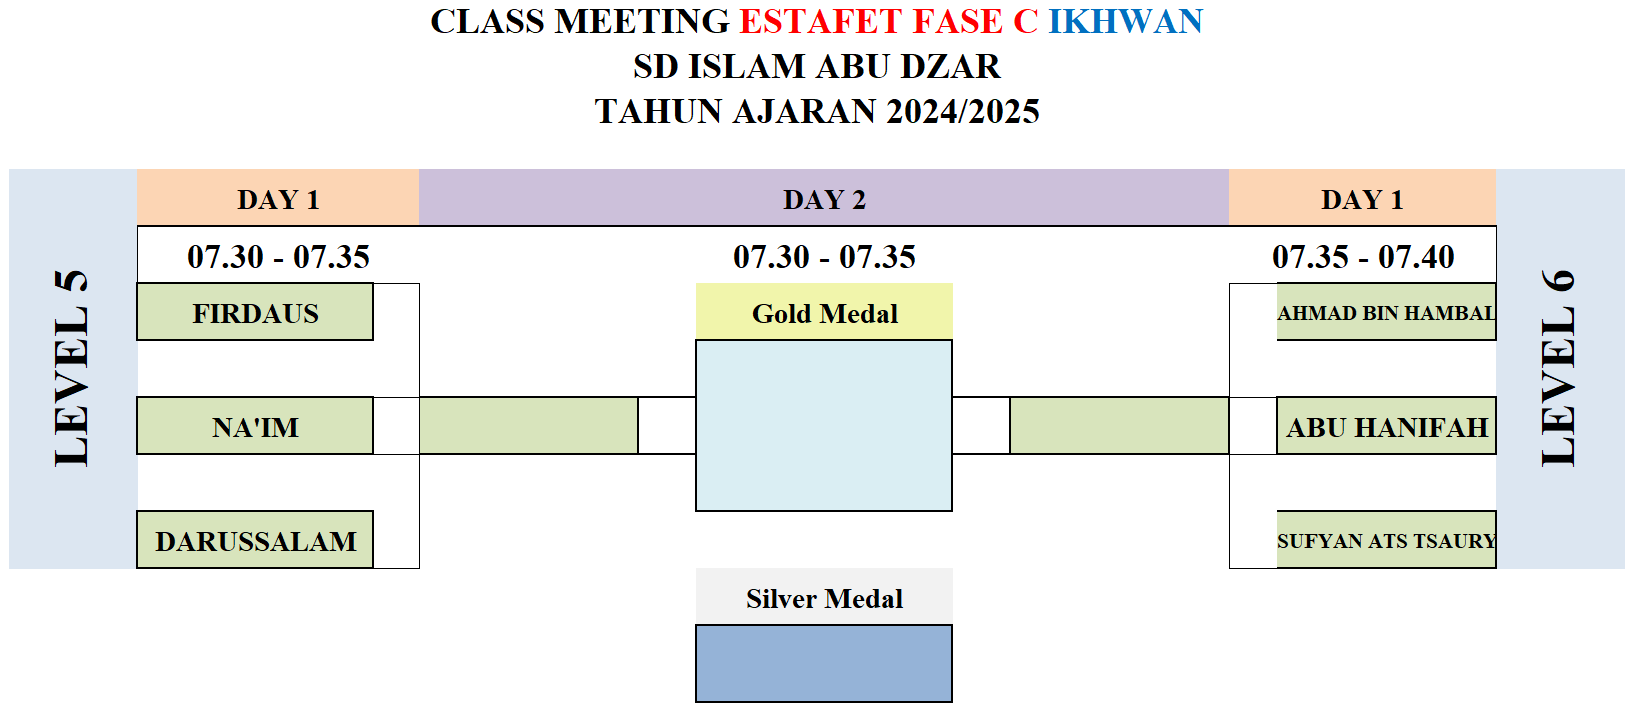 CLASS MEETING ESTAFET FASE C IKHWAN
SD ISLAM ABU DZAR
TAHUN AJARAN 2024/2025
DAY 1
DAY 2
DAY 1
07.30 - 07.35
07.30 - 07.35
07.35 - 07.40
LEVEL 5
FIRDAUS
Gold Medal
AHMAD BIN HAMBAL
LEVEL 6
NA'IM
ABU HANIFAH
DARUSSALAM
SUFYAN ATS TSAURY
Silver Medal